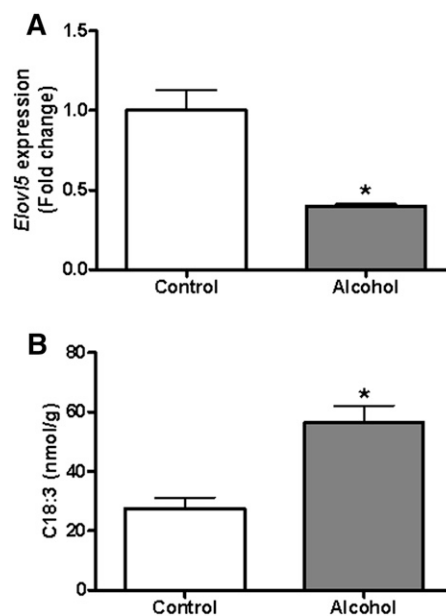 A
Elovl5 expression
(Fold change)
1.5
1.0
0.5
0.0
*
Control Alcohol
B
C18:3 (nmol/g)
80
60
40
20
0
*
Control Alcohol